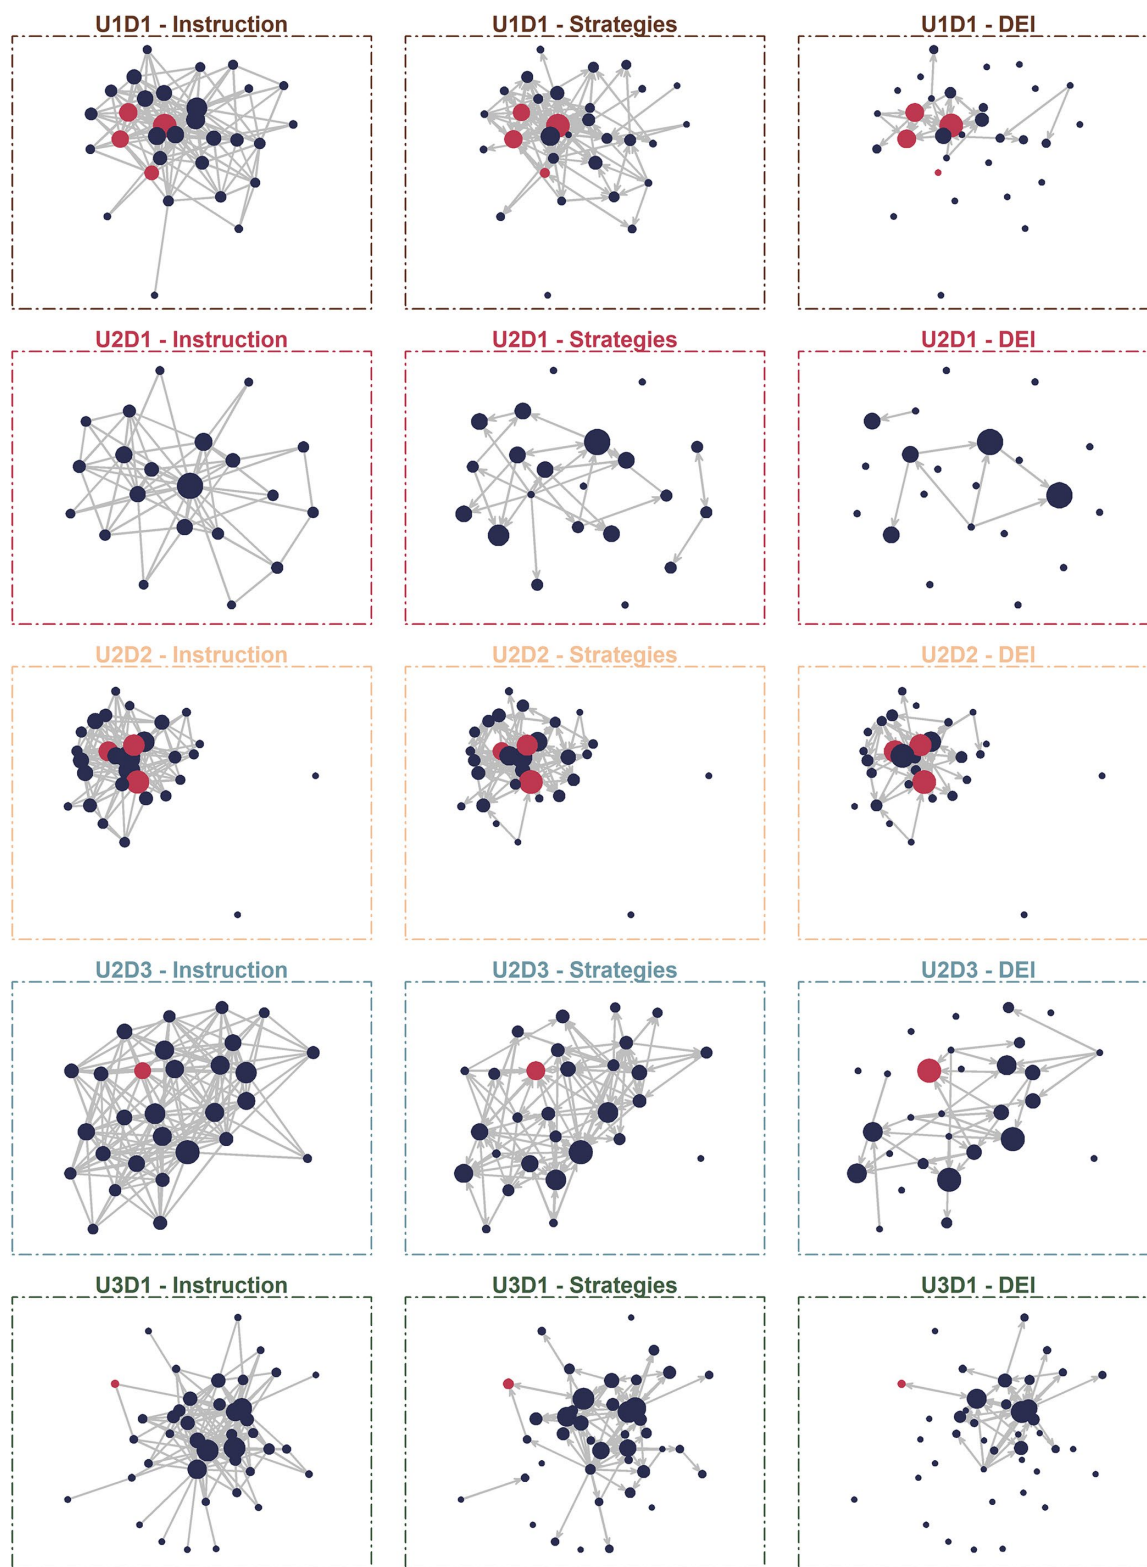 U1D1 - Instruction
U1D1 - Strategies
U1D1 - DEI
U2D1 - Instruction
U2D1 - Strategies
U2D1 - DEI
U2D2 - Instruction
U2D2 - Strategies
U2D2 - DEI
U2D3 - Instruction
U2D3 - Strategies
U2D3 - DEI
U3D1 - Instruction
U3D1 - Strategies
U3D1 - DEI